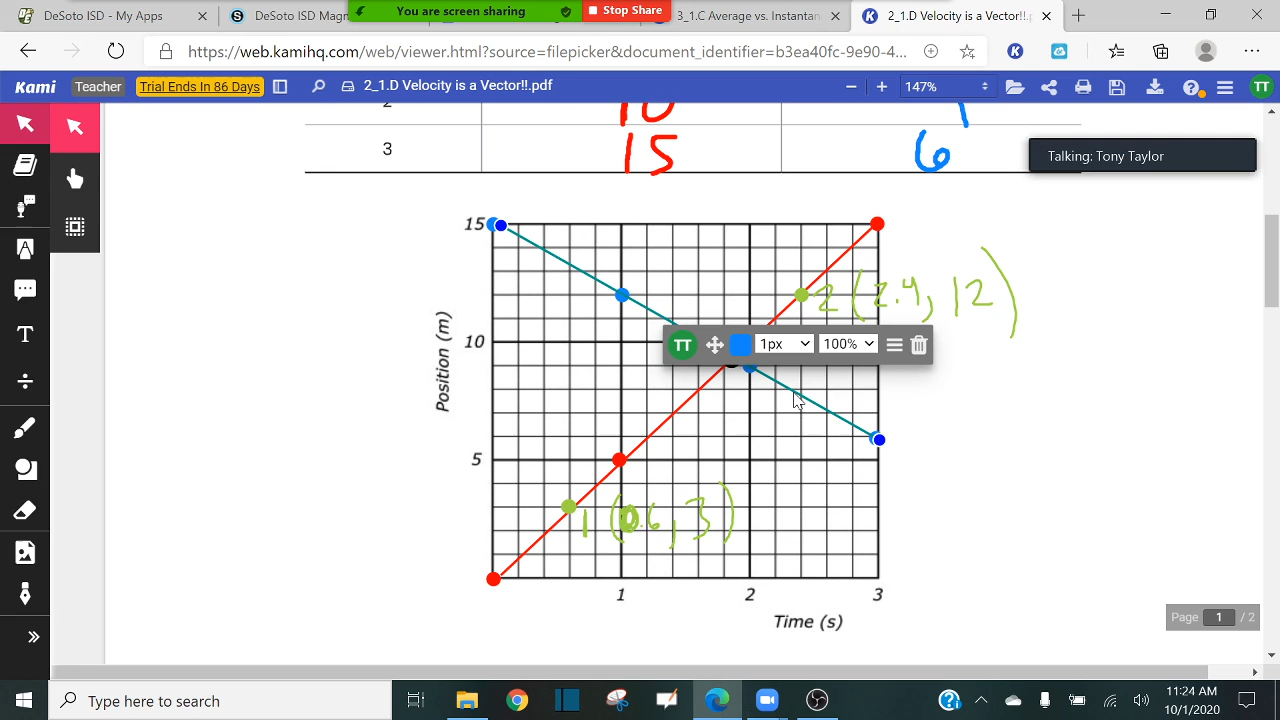 DeSoto ISD - My App
DeSoto ISD Magn
3_1.C Average vs. Instantan
2_1.D Velocity is a Vector!!.p
You are screen sharing
Stop Share
https://web.kamihq.com/web/viewer.html?source=filepicker&document_identifier=b3ea40fc-9e90-4...
Kami
Teacher
Trial Ends In 86 Days
2_1.D Velocity is a Vector!!.pdf
147%
TT
2 10
3 15 6
Talking: Tony Taylor
15
2 (2.4, 12)
TT 1px 100%
10
Position (m)
5
1 (0.6, 3)
1 2 3
Time (s)
Page 1 / 2
Type here to search
11:24 AM
10/1/2020